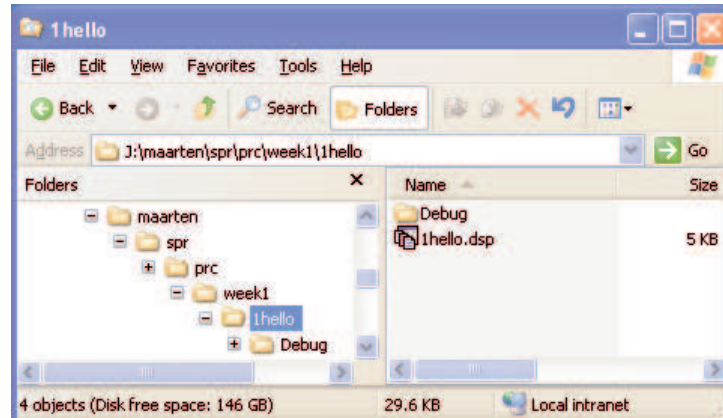 1hello
File Edit View Favorites Tools Help
Back Search Folders
Address J:\maarten\spr\prc\week1\1hello Go
Folders x Name Size
maarten
spr
prc
week1
1hello
Debug
Debug
1hello.dsp 5 KB
4 objects (Disk free space: 146 GB) 29.6 KB Local intranet